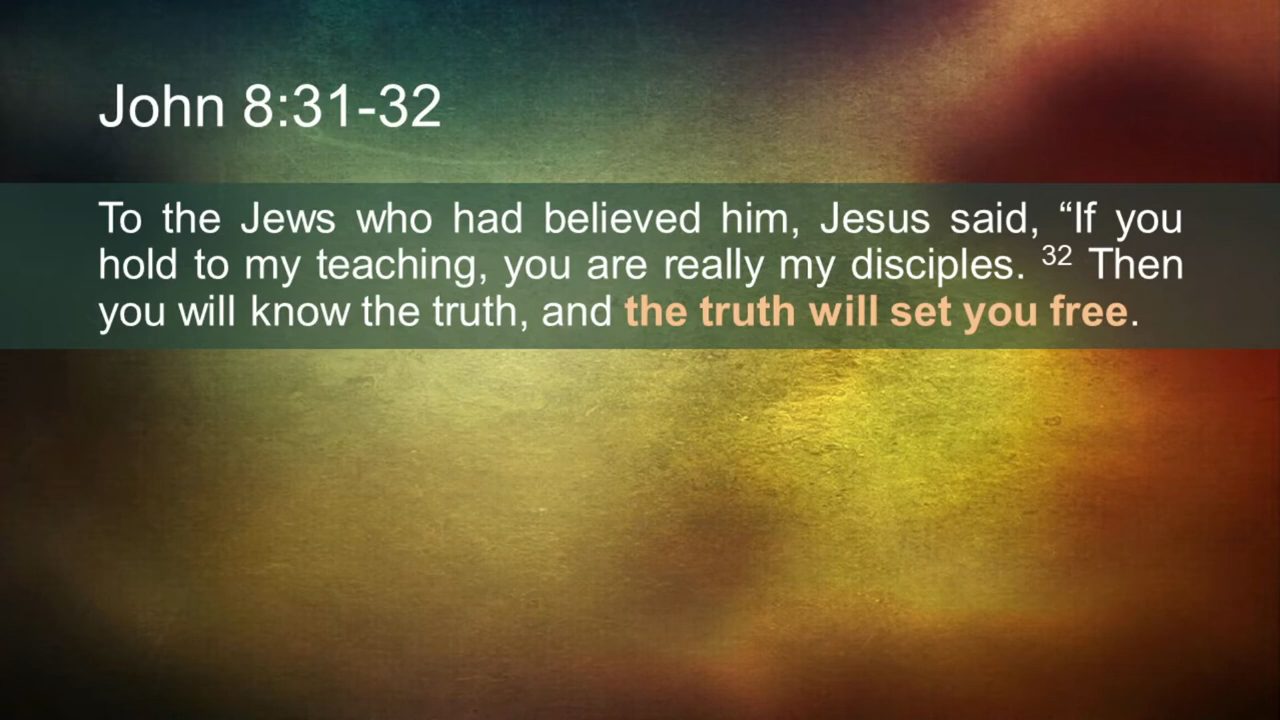 John 8:31-32
To the Jews who had believed him, Jesus said, “If you
hold to my teaching, you are really my disciples. 32 Then
you will know the truth, and the truth will set you free.